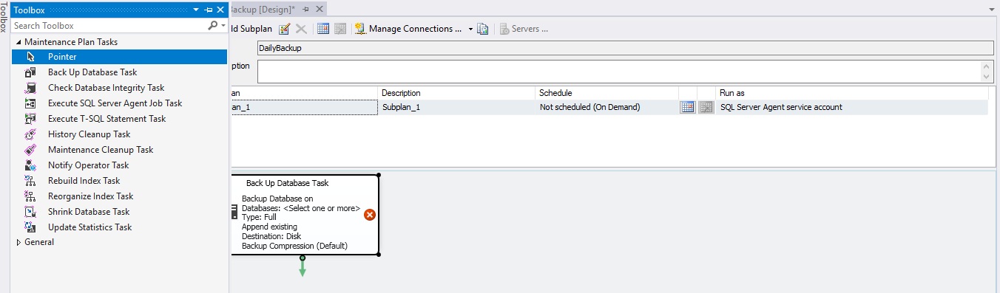 Toolbox
Toolbox
Search Toolbox
Maintenance Plan Tasks
Pointer
Back Up Database Task
Check Database Integrity Task
Execute SQL Server Agent Job Task
Execute T-SQL Statement Task
History Cleanup Task
Maintenance Cleanup Task
Notify Operator Task
Rebuild Index Task
Reorganize Index Task
Shrink Database Task
Update Statistics Task
General
Backup [Design]*
ld Subplan
Manage Connections ...
Servers ...
DailyBackup
ption
an
Description
Schedule
Run as
an_1
Subplan_1
Not scheduled (On Demand)
SQL Server Agent service account
Back Up Database Task
Backup Database on
Databases: <Select one or more>
Type: Full
Append existing
Destination: Disk
Backup Compression (Default)